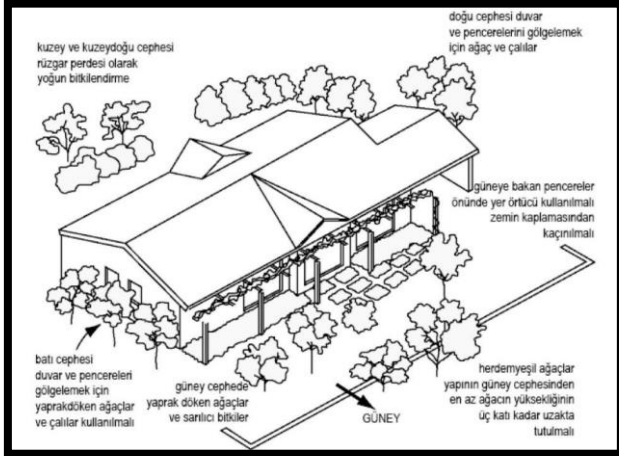 kuzey ve kuzeydoğu cephesi
rüzgar perdesi olarak
yoğun bitkilendirme
doğu cephesi duvar
ve pencerelerini gölgelemek
için ağaç ve çalılar
güneye bakan pencereler
önünde yer örtücü kullanılmalı
zemin kaplamasından
kaçınılmalı
batı cephesi
duvar ve pencereleri
gölgelemek için
yaprakdöken ağaçlar
ve çalılar kullanılmalı
güney cephede
yaprak döken ağaçlar
ve sarılıcı bitkiler
GÜNEY
herdemyeşil ağaçlar
yapının güney cephesinden
en az ağacın yüksekliğinin
üç katı kadar uzakta
tutulmalı